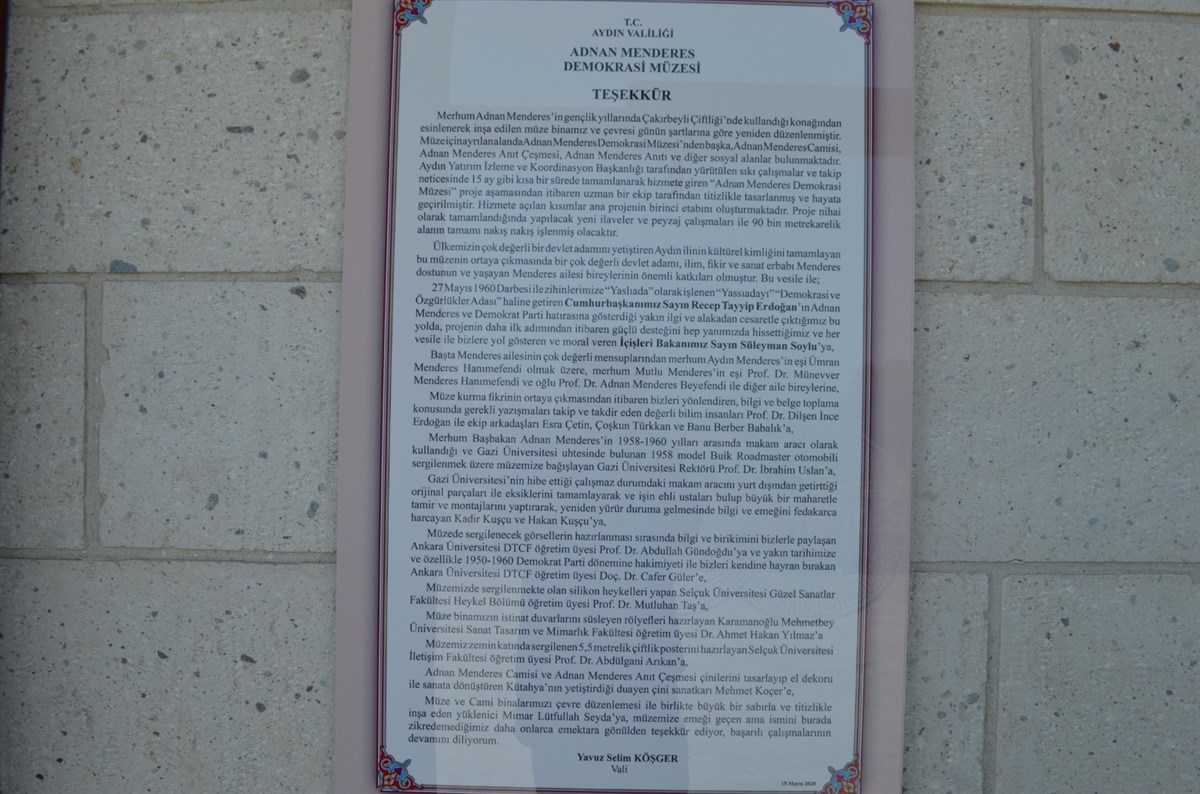 T.C.
AYDIN VALİLİĞİ
ADNAN MENDERES
DEMOKRASİ MÜZESİ
TEŞEKKÜR
Merhum Adnan Menderes'in gençlik yıllarında Çakırbeyli Çiftliği'nde kullandığı konağından
esinlenerek inşa edilen müze binamız ve çevresi günün şartlarına göre yeniden düzenlenmiştir.
Müze için ayrılan alanda Adnan Menderes Demokrasi Müzesi'nden başka, Adnan Menderes Camisi,
Adnan Menderes Anıt Çeşmesi, Adnan Menderes Anıtı ve diğer sosyal alanlar bulunmaktadır.
Aydın Yatırım İzleme ve Koordinasyon Başkanlığı tarafından yürütülen sıkı çalışmalar ve takip
neticesinde 15 ay gibi kısa bir sürede tamamlanarak hizmete giren "Adnan Menderes Demokrasi
Müzesi" proje aşamasından itibaren uzman bir ekip tarafından titizlikle tasarlanmış ve hayata
geçirilmiştir. Hizmete açılan kısımlar ana projenin birinci etabını oluşturmaktadır. Proje nihai
olarak tamamlandığında yapılacak yeni ilaveler ve peyzaj çalışmaları ile 90 bin metrekarelik
alanın tamamı nakış nakış işlenmiş olacaktır.
Ülkemizin çok değerli bir devlet adamını yetiştiren Aydın ilinin kültürel kimliğini tamamlayan
bu müzenin ortaya çıkmasında bir çok değerli devlet adamı, ilim, fikir ve sanat erbabı Menderes
dostunun ve yaşayan Menderes ailesi bireylerinin önemli katkıları olmuştur. Bu vesile ile;
27 Mayıs 1960 Darbesi ile zihinlerimize "Yaslıada" olarak işlenen "Yassıadayı" "Demokrasi ve
Özgürlükler Adası" haline getiren Cumhurbaşkanımız Sayın Recep Tayyip Erdoğan'ın Adnan
Menderes ve Demokrat Parti hatırasına gösterdiği yakın ilgi ve alakadan cesaretle çıktığımız bu
yolda, projenin daha ilk adımından itibaren güçlü desteğini hep yanımızda hissettiğimiz ve her
vesile ile bizlere yol gösteren ve moral veren İçişleri Bakanımız Sayın Süleyman Soylu'ya,
Başta Menderes ailesinin çok değerli mensuplarından merhum Aydın Menderes'in eşi Ümran
Menderes Hanımefendi olmak üzere, merhum Mutlu Menderes'in eşi Prof. Dr. Münevver
Menderes Hanımefendi ve oğlu Prof. Dr. Adnan Menderes Beyefendi ile diğer aile bireylerine,
Müze kurma fikrinin ortaya çıkmasından itibaren bizleri yönlendiren, bilgi ve belge toplama
konusunda gerekli yazışmaları takip ve takdir eden değerli bilim insanları Prof. Dr. Dilşen İnce
Erdoğan ile ekip arkadaşları Esra Çetin, Çoşkun Türkkan ve Banu Berber Babalık'a,
Merhum Başbakan Adnan Menderes'in 1958-1960 yılları arasında makam aracı olarak
kullandığı ve Gazi Üniversitesi uhtesinde bulunan 1958 model Buik Roadmaster otomobili
sergilenmek üzere müzemize bağışlayan Gazi Üniversitesi Rektörü Prof. Dr. İbrahim Uslan'a,
Gazi Üniversitesi'nin hibe ettiği çalışmaz durumdaki makam aracını yurt dışından getirttiği
orijinal parçaları ile eksiklerini tamamlayarak ve işin ehli ustaları bulup büyük bir maharetle
tamir ve montajlarını yaptırarak, yeniden yürür duruma gelmesinde bilgi ve emeğini fedakarca
harcayan Kadir Kuşçu ve Hakan Kuşçu'ya,
Müzede sergilenecek görsellerin hazırlanması sırasında bilgi ve birikimini bizlerle paylaşan
Ankara Üniversitesi DTCF öğretim üyesi Prof. Dr. Abdullah Gündoğdu'ya ve yakın tarihimize
ve özellikle 1950-1960 Demokrat Parti dönemine hakimiyeti ile bizleri kendine hayran bırakan
Ankara Üniversitesi DTCF öğretim üyesi Doç. Dr. Cafer Güler'e,
Müzemizde sergilenmekte olan silikon heykelleri yapan Selçuk Üniversitesi Güzel Sanatlar
Fakültesi Heykel Bölümü öğretim üyesi Prof. Dr. Mutluhan Taş'a,
Müze binamızın istinat duvarlarını süsleyen rölyefleri hazırlayan Karamanoğlu Mehmetbey
Üniversitesi Sanat Tasarım ve Mimarlık Fakültesi öğretim üyesi Dr. Ahmet Hakan Yılmaz'a
Müzemiz zemin katında sergilenen 5,5 metrelik çiftlik posterini hazırlayan Selçuk Üniversitesi
İletişim Fakültesi öğretim üyesi Prof. Dr. Abdülgani Arıkan'a,
Adnan Menderes Camisi ve Adnan Menderes Anıt Çeşmesi çinilerini tasarlayıp el dekoru
ile sanata dönüştüren Kütahya'nın yetiştirdiği duayen çini sanatkarı Mehmet Koçer'e,
Müze ve Cami binalarımızı çevre düzenlemesi ile birlikte büyük bir sabırla ve titizlikle
inşa eden yüklenici Mimar Lütfullah Seyda'ya, müzemize emeği geçen ama ismini burada
zikredemediğimiz daha onlarca emektara gönülden teşekkür ediyor, başarılı çalışmalarının
devamını diliyorum.
Yavuz Selim KÖŞGER
Vali
18 Mayıs 2020